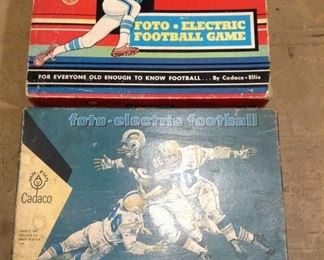 FOTO • ELECTRIC
FOOTBALL GAME
FOR EVERYONE OLD ENOUGH TO KNOW FOOTBALL . . . By Cadaco - Ellis
foto-electric football
Cadaco